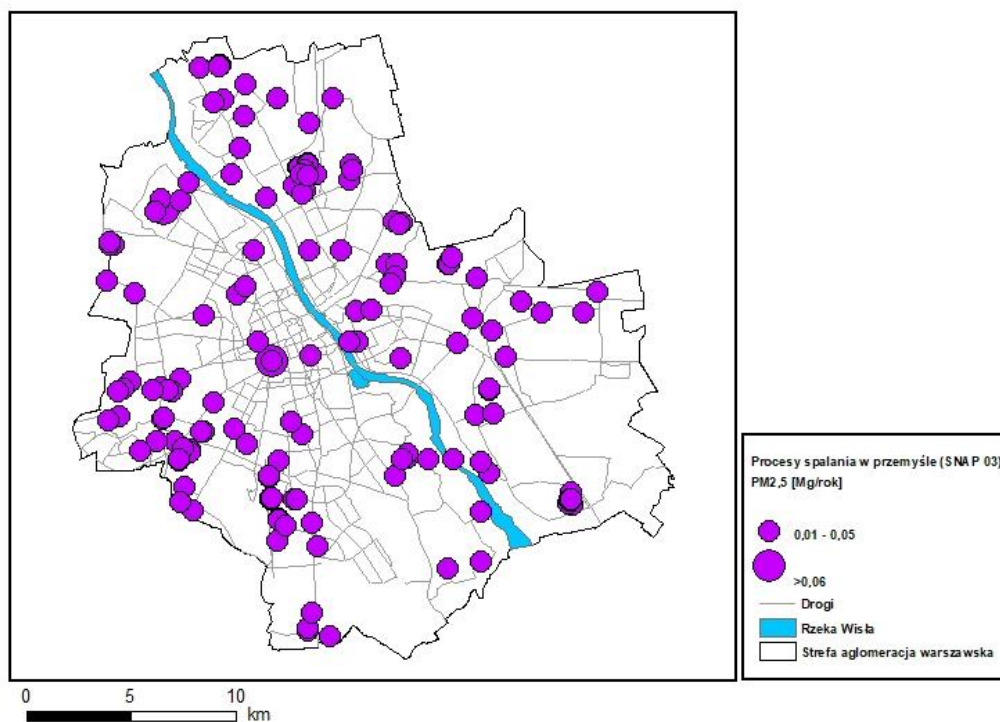 Procesy spalania w przemyśle (SNAP 03)
PM2,5 [Mg/rok]
0,01 - 0,05
>0,06
Drogi
Rzeka Wisła
Strefa aglomeracja warszawska
0 5 10
km